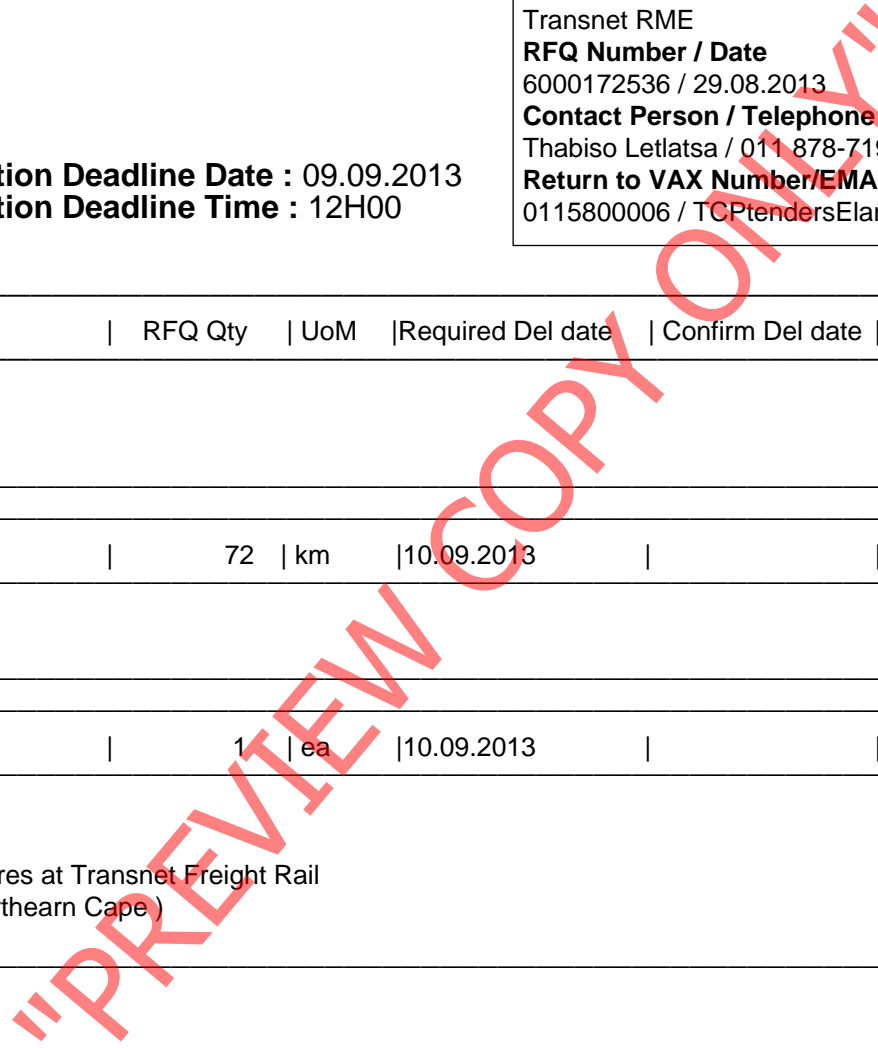 Transnet RME
RFQ Number / Date
6000172536 / 29.08.2013
Contact Person / Telephone
Thabiso Letlatsa / 011 878-719
tion Deadline Date : 09.09.2013
Return to VAX Number/EMA
tion Deadline Time : 12H00
0115800006 / TCPtendersElan
| RFQ Qty | UoM |Required Del date | Confirm Del date |
| 72 | km |10.09.2013 | |
| 1 | ea |10.09.2013 | |
res at Transnet Freight Rail
thearn Cape )
"PREVIEW COPY ONLY"